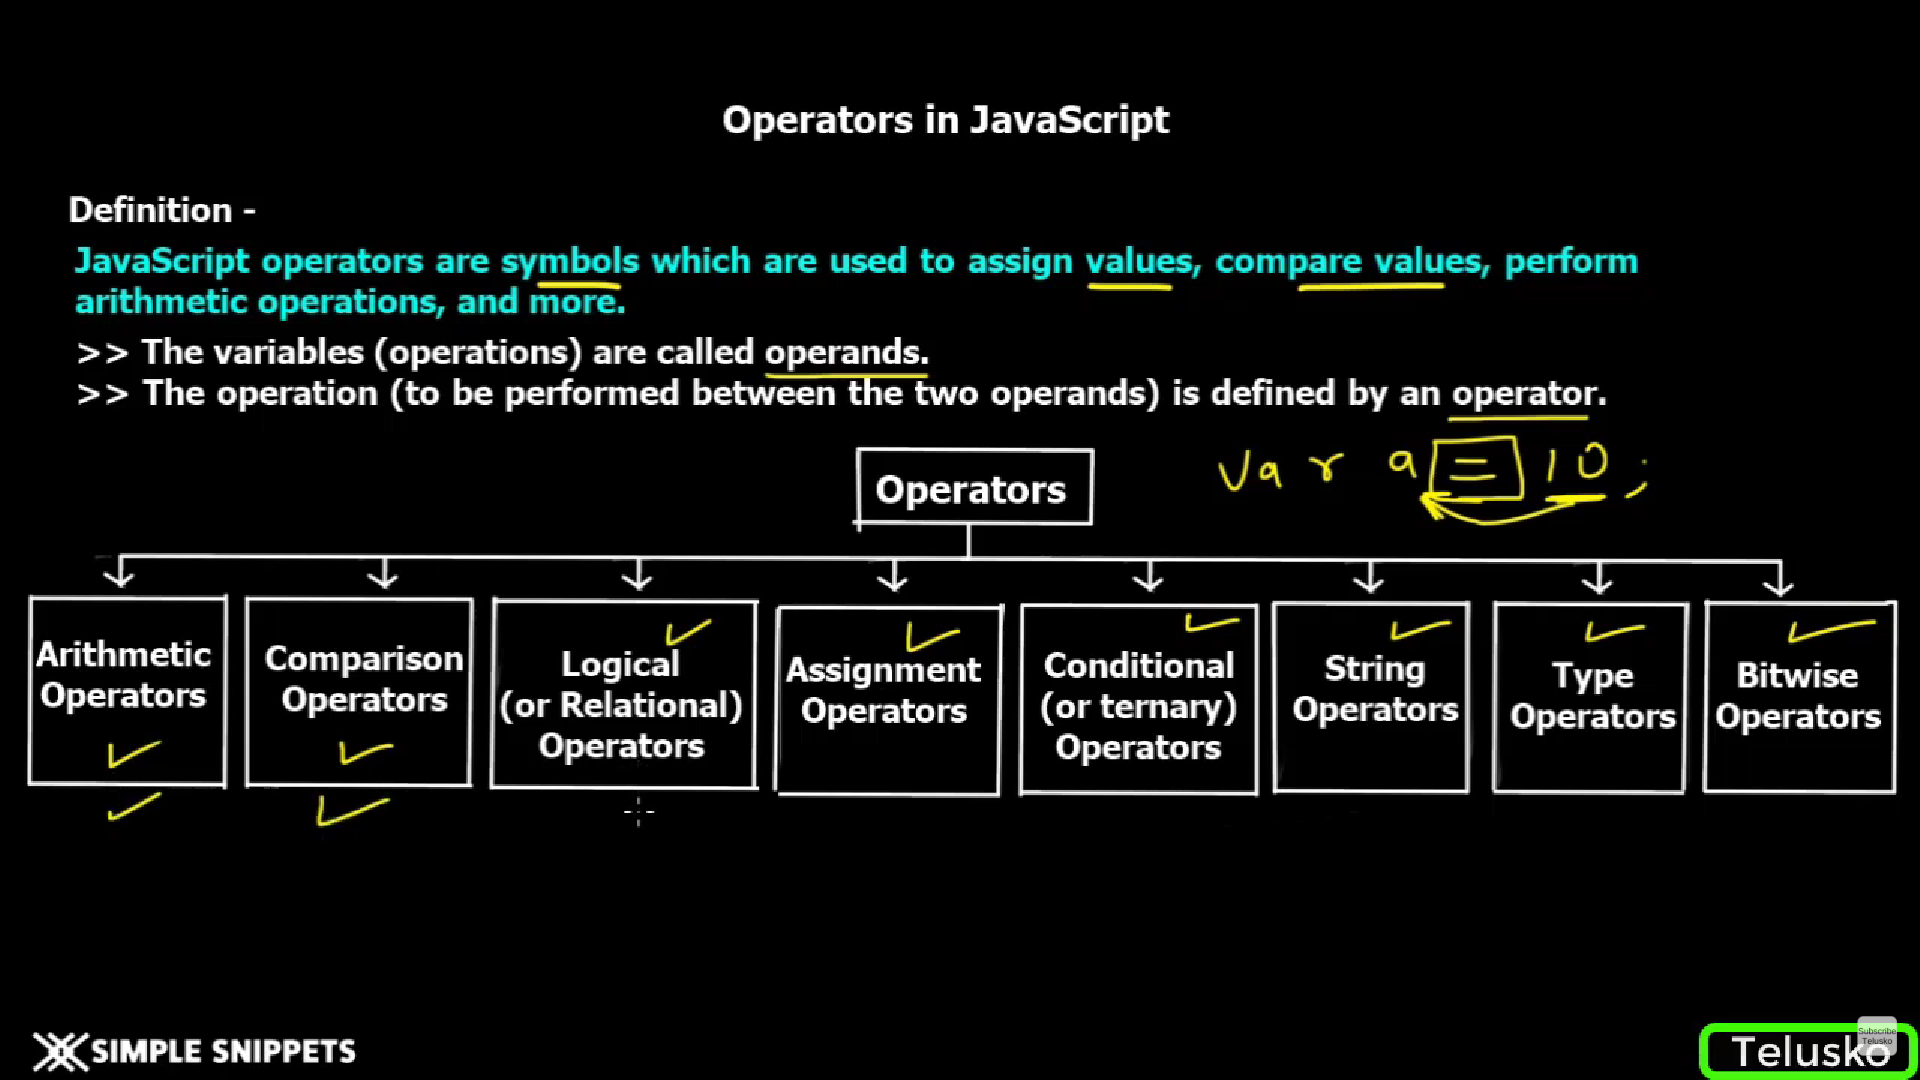 Operators in JavaScript
Definition -
JavaScript operators are symbols which are used to assign values, compare values, perform
arithmetic operations, and more.
>> The variables (operations) are called operands.
>> The operation (to be performed between the two operands) is defined by an operator.
var a = 10;
Operators
Arithmetic
Operators
Comparison
Operators
Logical
(or Relational)
Operators
Assignment
Operators
Conditional
(or ternary)
Operators
String
Operators
Type
Operators
Bitwise
Operators
SIMPLE SNIPPETS
Telusko
Subscribe
Telusko